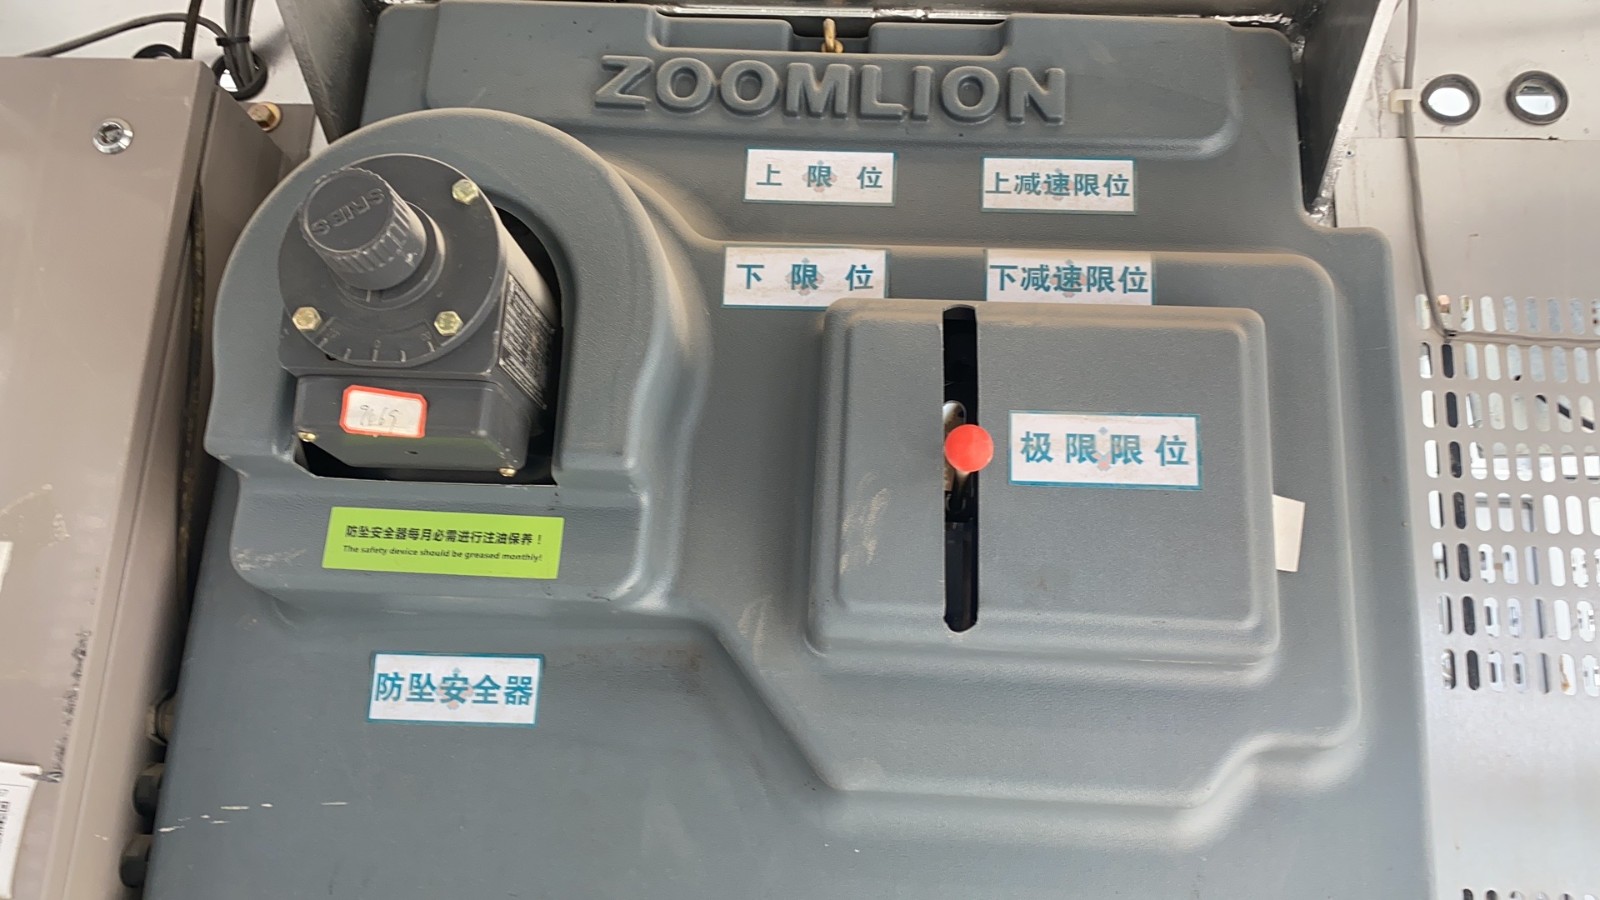 ZOOMLION
上限位
上减速限位
下限位
下减速限位
SRIBS
极限限位
防坠安全器每月必需进行注油保养！
The safety device should be greased monthly!
防坠安全器